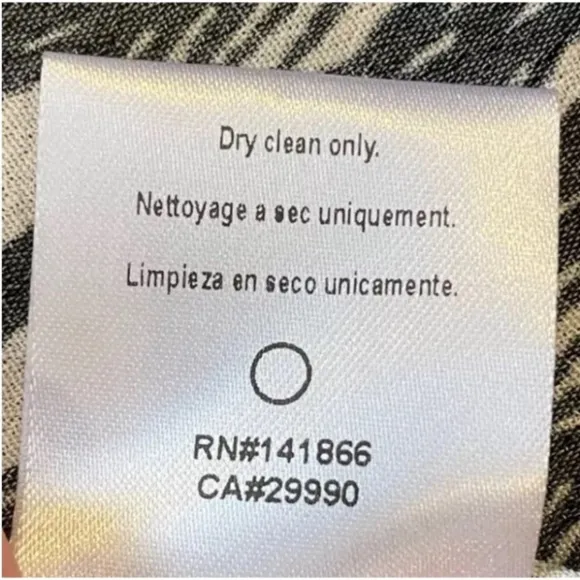 Dry clean only.
Nettoyage a sec uniquement.
Limpieza en seco unicamente.
RN#141866
CA#29990